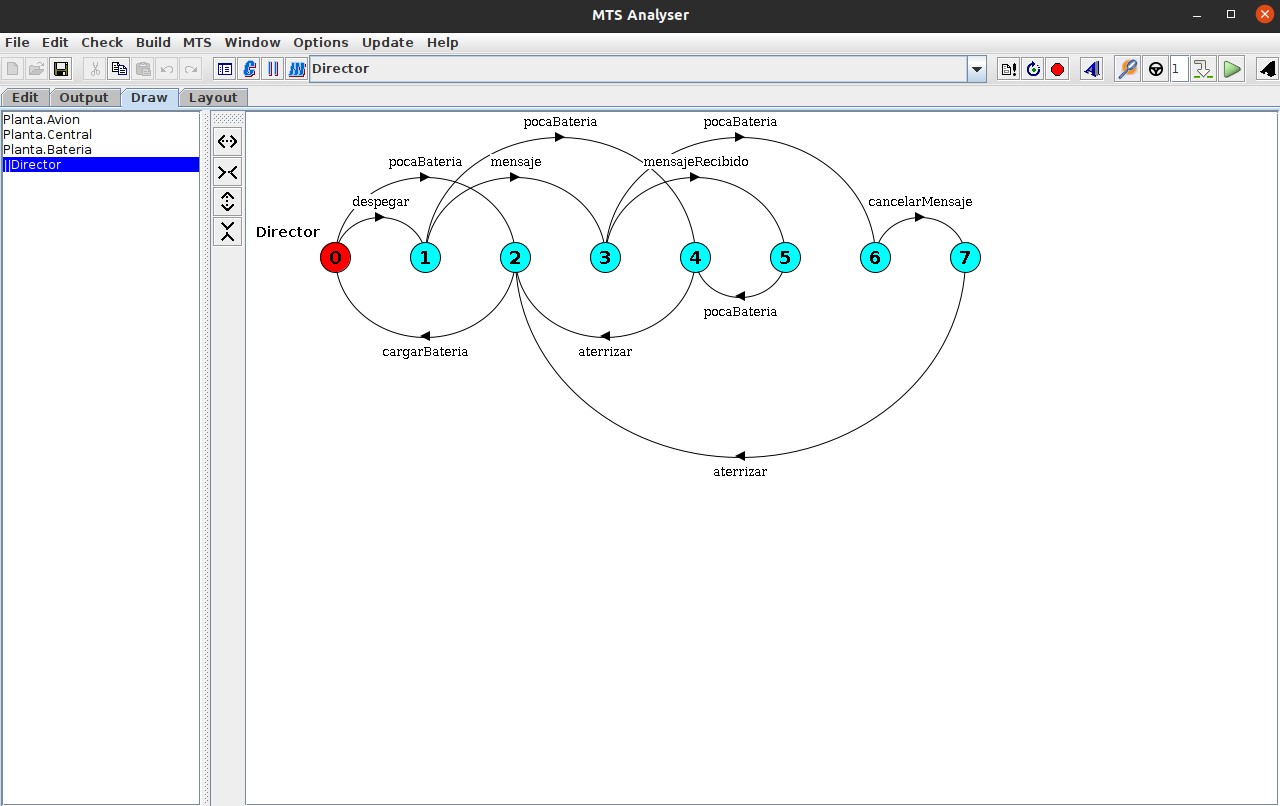 MTS Analyser
File Edit Check Build MTS Window Options Update Help
Director
1
Edit Output Draw Layout
Planta.Avion
Planta.Central
Planta.Bateria
||Director
pocaBateria pocaBateria
pocaBateria mensaje mensajeRecibido
despegar cancelarMensaje
Director
0 1 2 3 4 5 6 7
pocaBateria
cargarBateria aterrizar
aterrizar